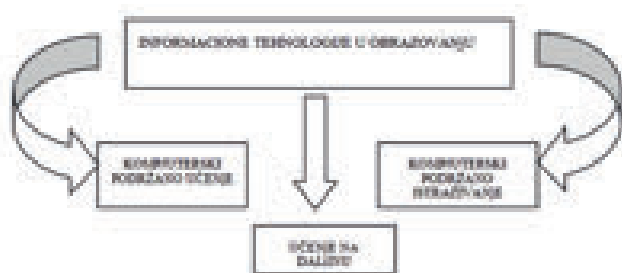 INFORMACIONE TEHNOLOGIJE U OBRAZOVANJU
KOMPJUTERSKI
PODRŽANO UČENJE
KOMPJUTERSKI
PODRŽANO
ISTRAŽIVANJE
UČENJE NA
DALJINU